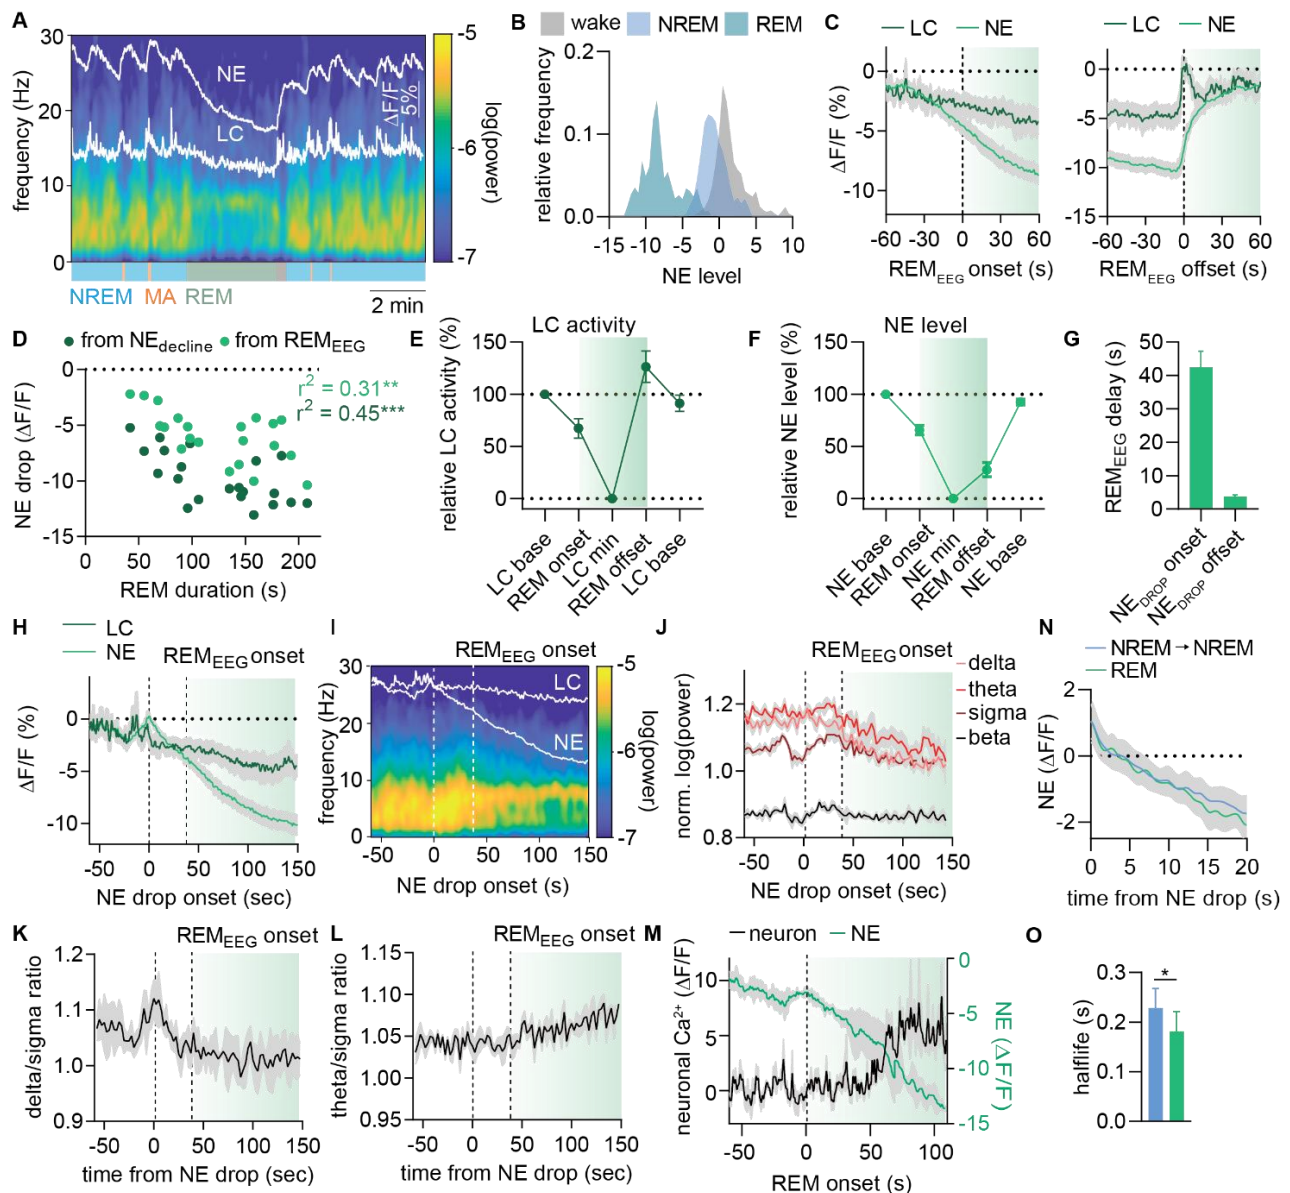 A
30
20
10
0
frequency (Hz)
NE
LC
ΔF/F
5%
-5
-6
-7
log(power)
NREM MA REM
2 min
B
wake NREM REM
0.2
0.1
0.0
relative frequency
-15 -10 -5 0 5 10
NE level
C
LC NE
0
-5
-10
ΔF/F (%)
-60 -30 0 30 60
REMEEG onset (s)
LC NE
0
-5
-10
-15
-60 -30 0 30 60
REMEEG offset (s)
D
from NEdecline from REMEEG
r² = 0.31**
r² = 0.45***
0
-5
-10
-15
NE drop (ΔF/F)
0 50 100 150 200
REM duration (s)
E
LC activity
150
100
50
0
relative LC activity (%)
LC base
REM onset
LC min
REM offset
LC base
F
NE level
150
100
50
0
relative NE level (%)
NE base
REM onset
NE min
REM offset
NE base
G
50
40
30
20
10
0
REMEEG delay (s)
NEDROP onset
NEDROP offset
H
LC
NE
REMEEG onset
0
-5
-10
ΔF/F (%)
-50 0 50 100 150
NE drop onset (sec)
I
REMEEG onset
30
20
10
0
frequency (Hz)
LC
NE
-5
-6
-7
log(power)
-50 0 50 100 150
NE drop onset (s)
J
REMEEG onset
delta
theta
sigma
beta
1.2
1.0
0.8
norm. log(power)
-50 0 50 100 150
NE drop onset (sec)
N
NREM → NREM
REM
2
0
-2
NE (ΔF/F)
0 5 10 15 20
time from NE drop (s)
K
REMEEG onset
1.2
1.1
1.0
0.9
delta/sigma ratio
-50 0 50 100 150
time from NE drop (sec)
L
REMEEG onset
1.15
1.10
1.05
1.00
0.95
theta/sigma ratio
-50 0 50 100 150
time from NE drop (sec)
M
neuron NE
10
5
0
neuronal Ca²⁺ (ΔF/F)
0
-5
-10
-15
NE (ΔF/F)
-50 0 50 100
REM onset (s)
O
*
0.3
0.2
0.1
0.0
halflife (s)